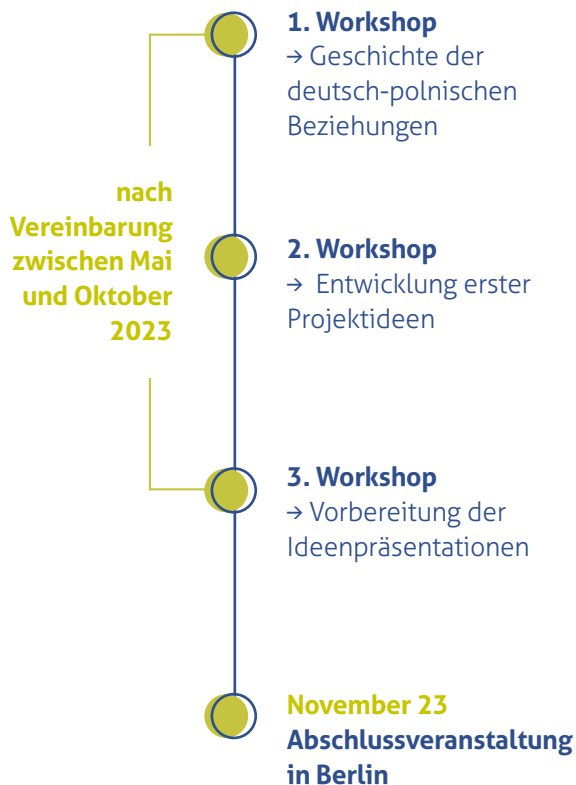 1. Workshop
→ Geschichte der
deutsch-polnischen
Beziehungen
nach
Vereinbarung
zwischen Mai
und Oktober
2023
2. Workshop
→ Entwicklung erster
Projektideen
3. Workshop
→ Vorbereitung der
Ideenpräsentationen
November 23
Abschlussveranstaltung
in Berlin